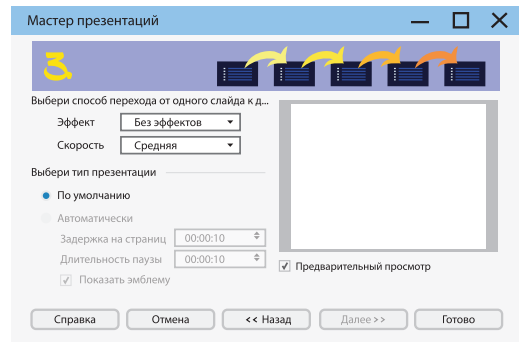 Мастер презентаций
3
Выбери способ перехода от одного слайда к д...
Эффект Без эффектов
Скорость Средняя
Выбери тип презентации
По умолчанию
Автоматически
Задержка на страниц 00:00:10
Длительность паузы 00:00:10
Показать эмблему
Предварительный просмотр
Справка Отмена << Назад Далее >> Готово